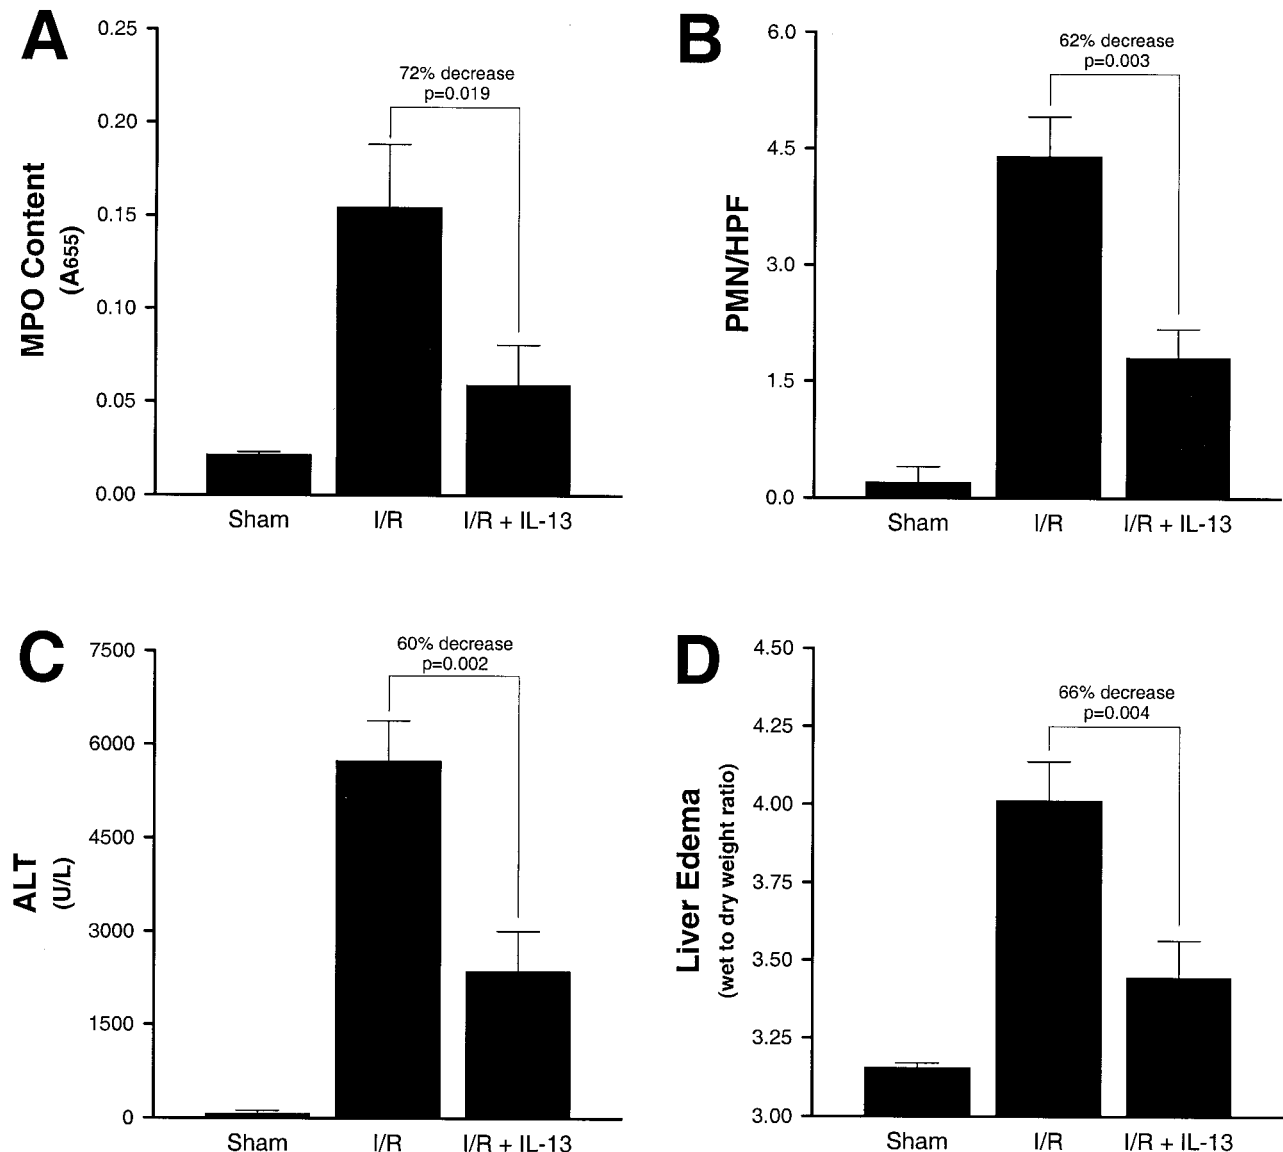 A
MPO Content
(A655)
0.25
0.20
0.15
0.10
0.05
0.00
72% decrease
p=0.019
Sham
I/R
I/R + IL-13
B
PMN/HPF
6.0
4.5
3.0
1.5
0.0
62% decrease
p=0.003
Sham
I/R
I/R + IL-13
C
ALT
(U/L)
7500
6000
4500
3000
1500
0
60% decrease
p=0.002
Sham
I/R
I/R + IL-13
D
Liver Edema
(wet to dry weight ratio)
4.50
4.25
4.00
3.75
3.50
3.25
3.00
66% decrease
p=0.004
Sham
I/R
I/R + IL-13